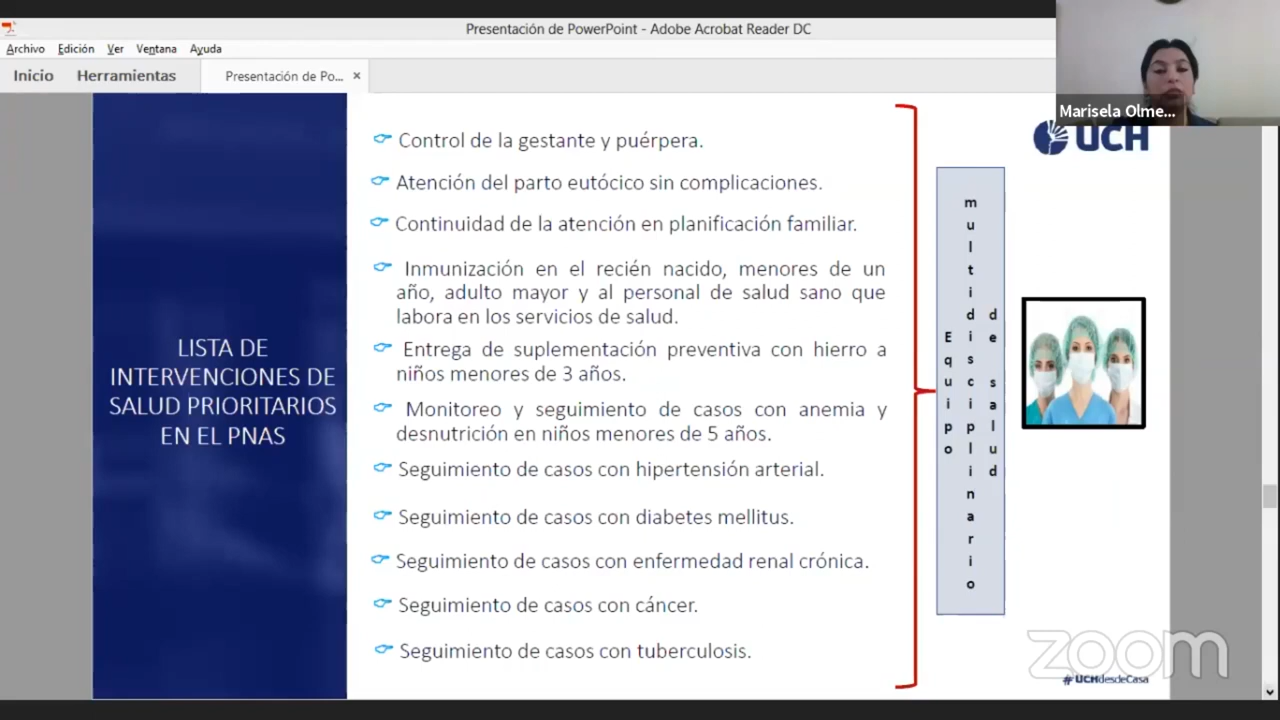 Presentación de PowerPoint - Adobe Acrobat Reader DC
Archivo Edición Ver Ventana Ayuda
Inicio Herramientas Presentación de Po... ×
Marisela Olme...
UCH
LISTA DE
INTERVENCIONES DE
SALUD PRIORITARIOS
EN EL PNAS
Control de la gestante y puérpera.
Atención del parto eutócico sin complicaciones.
Continuidad de la atención en planificación familiar.
Inmunización en el recién nacido, menores de un
año, adulto mayor y al personal de salud sano que
labora en los servicios de salud.
Entrega de suplementación preventiva con hierro a
niños menores de 3 años.
Monitoreo y seguimiento de casos con anemia y
desnutrición en niños menores de 5 años.
Seguimiento de casos con hipertensión arterial.
Seguimiento de casos con diabetes mellitus.
Seguimiento de casos con enfermedad renal crónica.
Seguimiento de casos con cáncer.
Seguimiento de casos con tuberculosis.
Equipo
multidisciplinario
de salud
zoom
#UCHdesdeCasa